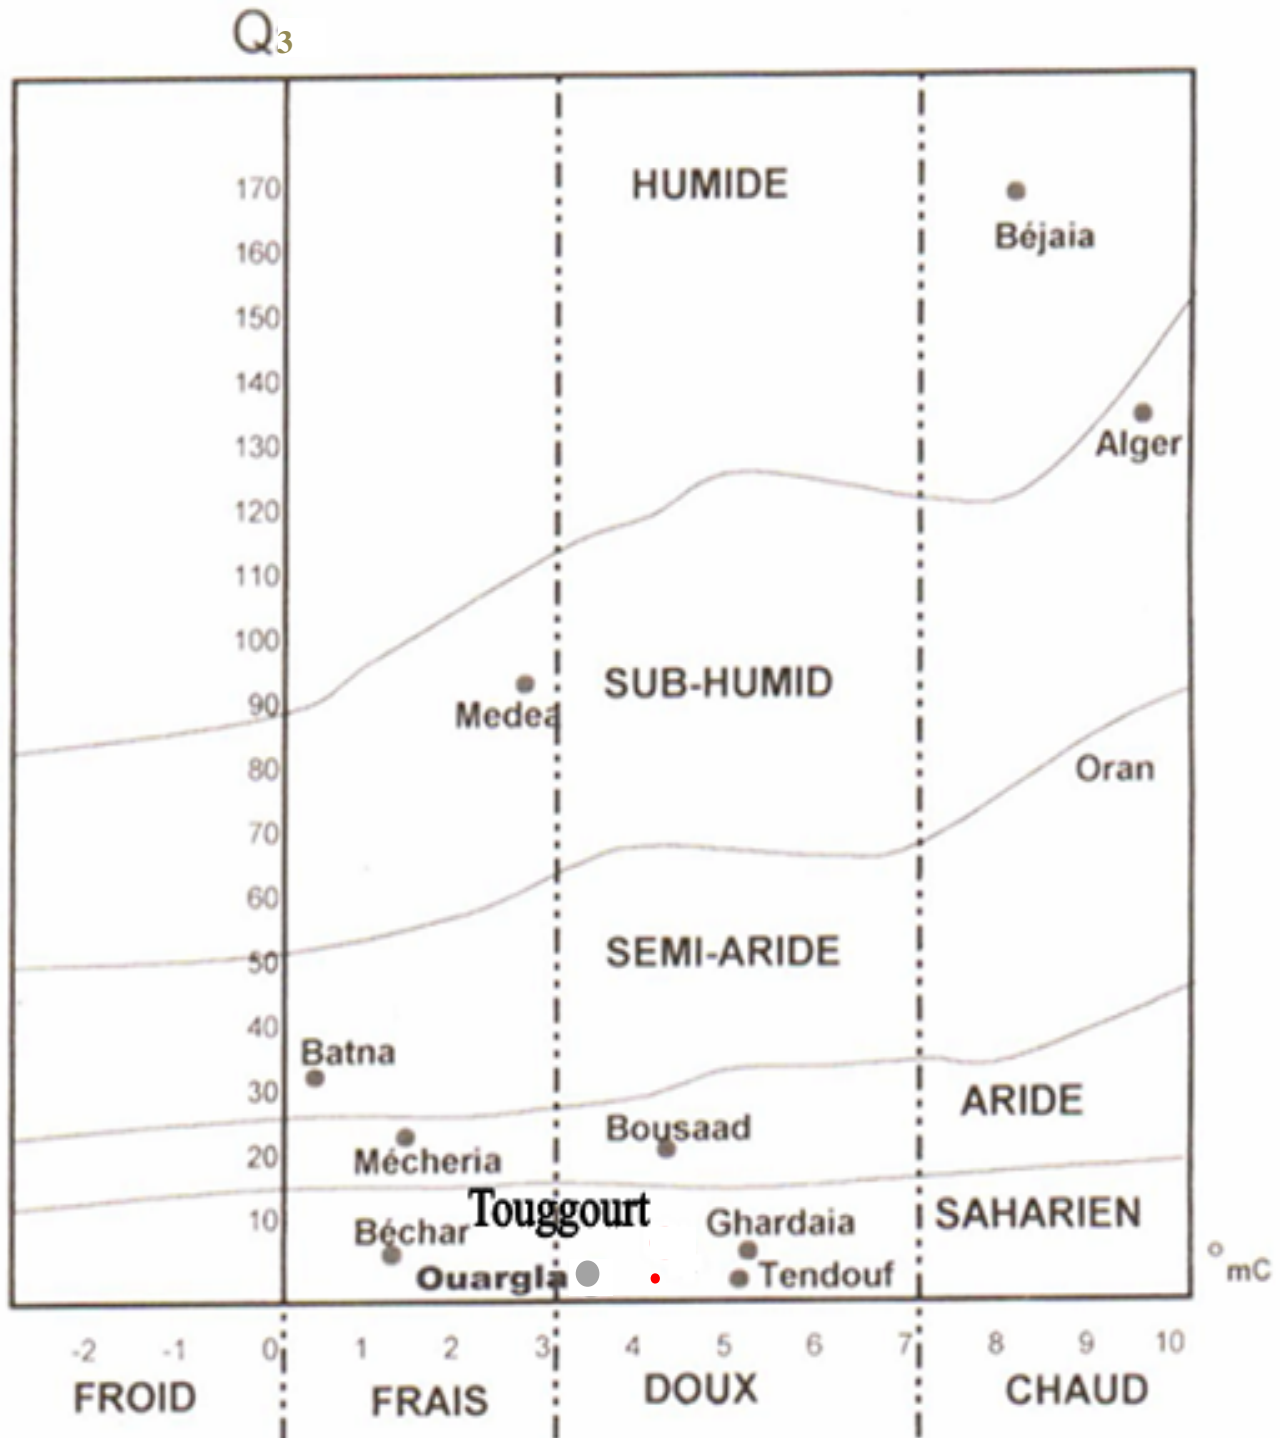 Q3
170
HUMIDE
Béjaia
160
150
140
130
Alger
120
110
100
90
SUB-HUMID
Medea
80
Oran
70
60
SEMI-ARIDE
50
40
Batna
30
ARIDE
Bousaad
20
Mécheria
Touggourt
10
Ghardaia
SAHARIEN
Béchar
Ouargla
Tendouf
°mC
-2 -1 0 1 2 3 4 5 6 7 8 9 10
FROID FRAIS DOUX CHAUD